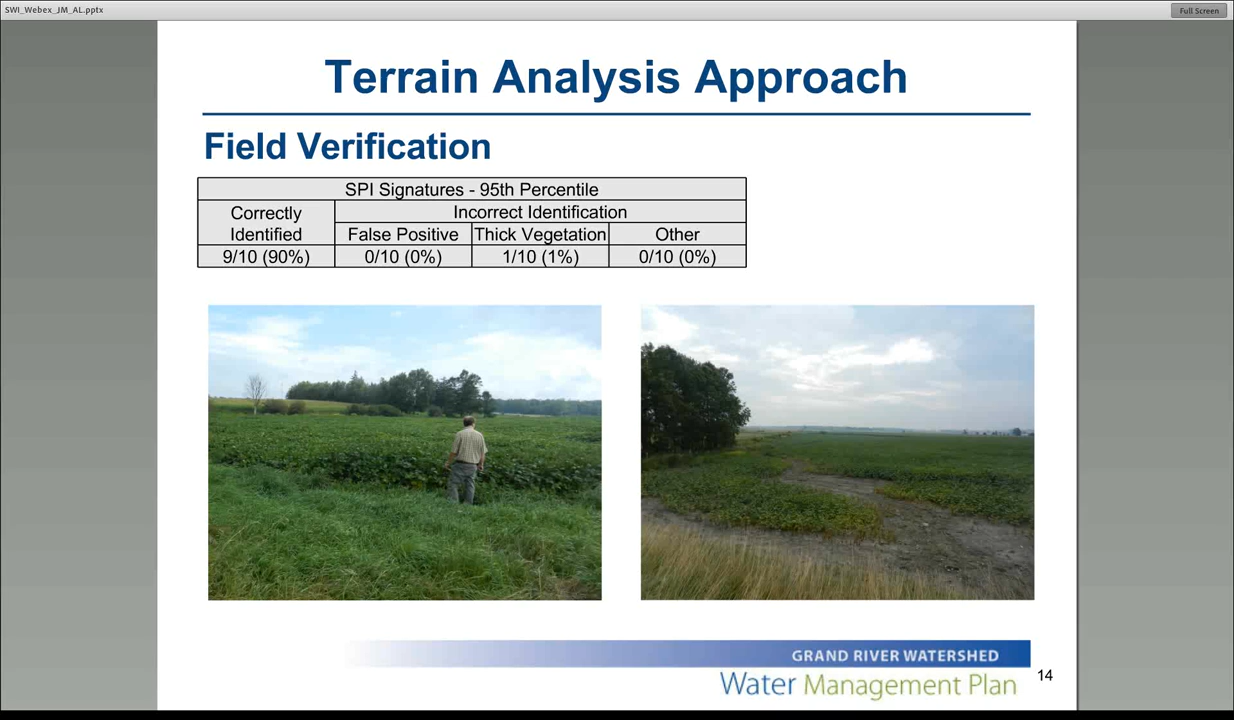 SWI_Webex_JM_AL.pptx
Full Screen
Terrain Analysis Approach
Field Verification
SPI Signatures - 95th Percentile
Correctly
Identified
Incorrect Identification
False Positive
Thick Vegetation
Other
9/10 (90%)
0/10 (0%)
1/10 (1%)
0/10 (0%)
GRAND RIVER WATERSHED
Water Management Plan
14